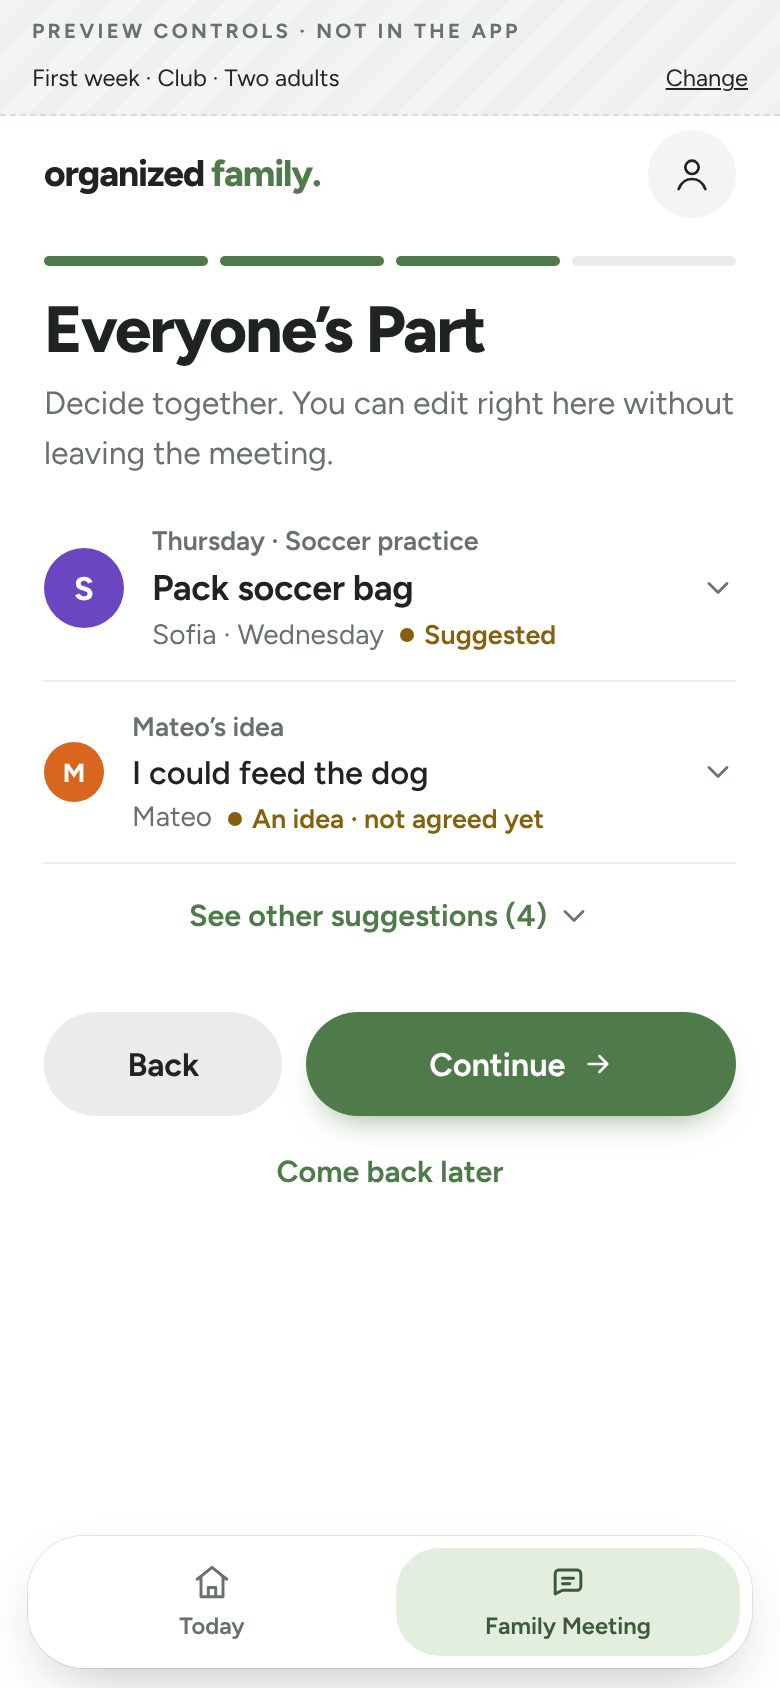 PREVIEW CONTROLS · NOT IN THE APP
First week · Club · Two adults
Change
organized family.
Everyone’s Part
Decide together. You can edit right here without
leaving the meeting.
Thursday · Soccer practice
S
Pack soccer bag
Sofia · Wednesday
Suggested
Mateo’s idea
M
I could feed the dog
Mateo
An idea · not agreed yet
See other suggestions (4)
Back
Continue
Come back later
Today
Family Meeting